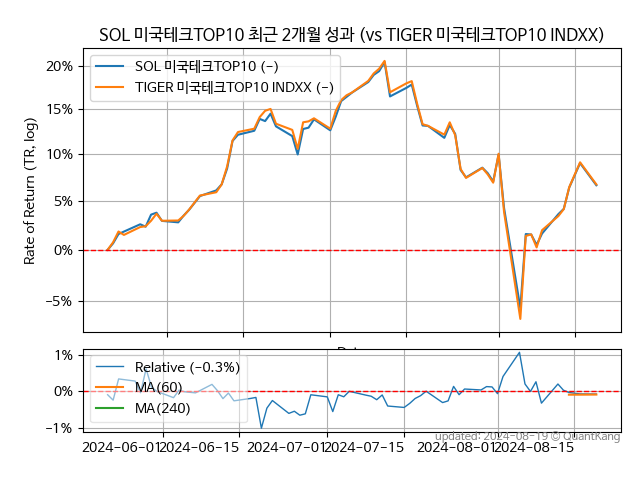 SOL 미국테크TOP10 최근 2개월 성과 (vs TIGER 미국테크TOP10 INDXX)
Rate of Return (TR, log)
20%
15%
10%
5%
0%
−5%
SOL 미국테크TOP10 (−)
TIGER 미국테크TOP10 INDXX (−)
1%
0%
−1%
Relative (−0.3%)
MA(60)
MA(240)
2024-06-01
2024-06-15
2024-07-01
2024-07-15
2024-08-01
2024-08-15
updated: 2024-08-19 © QuantKang